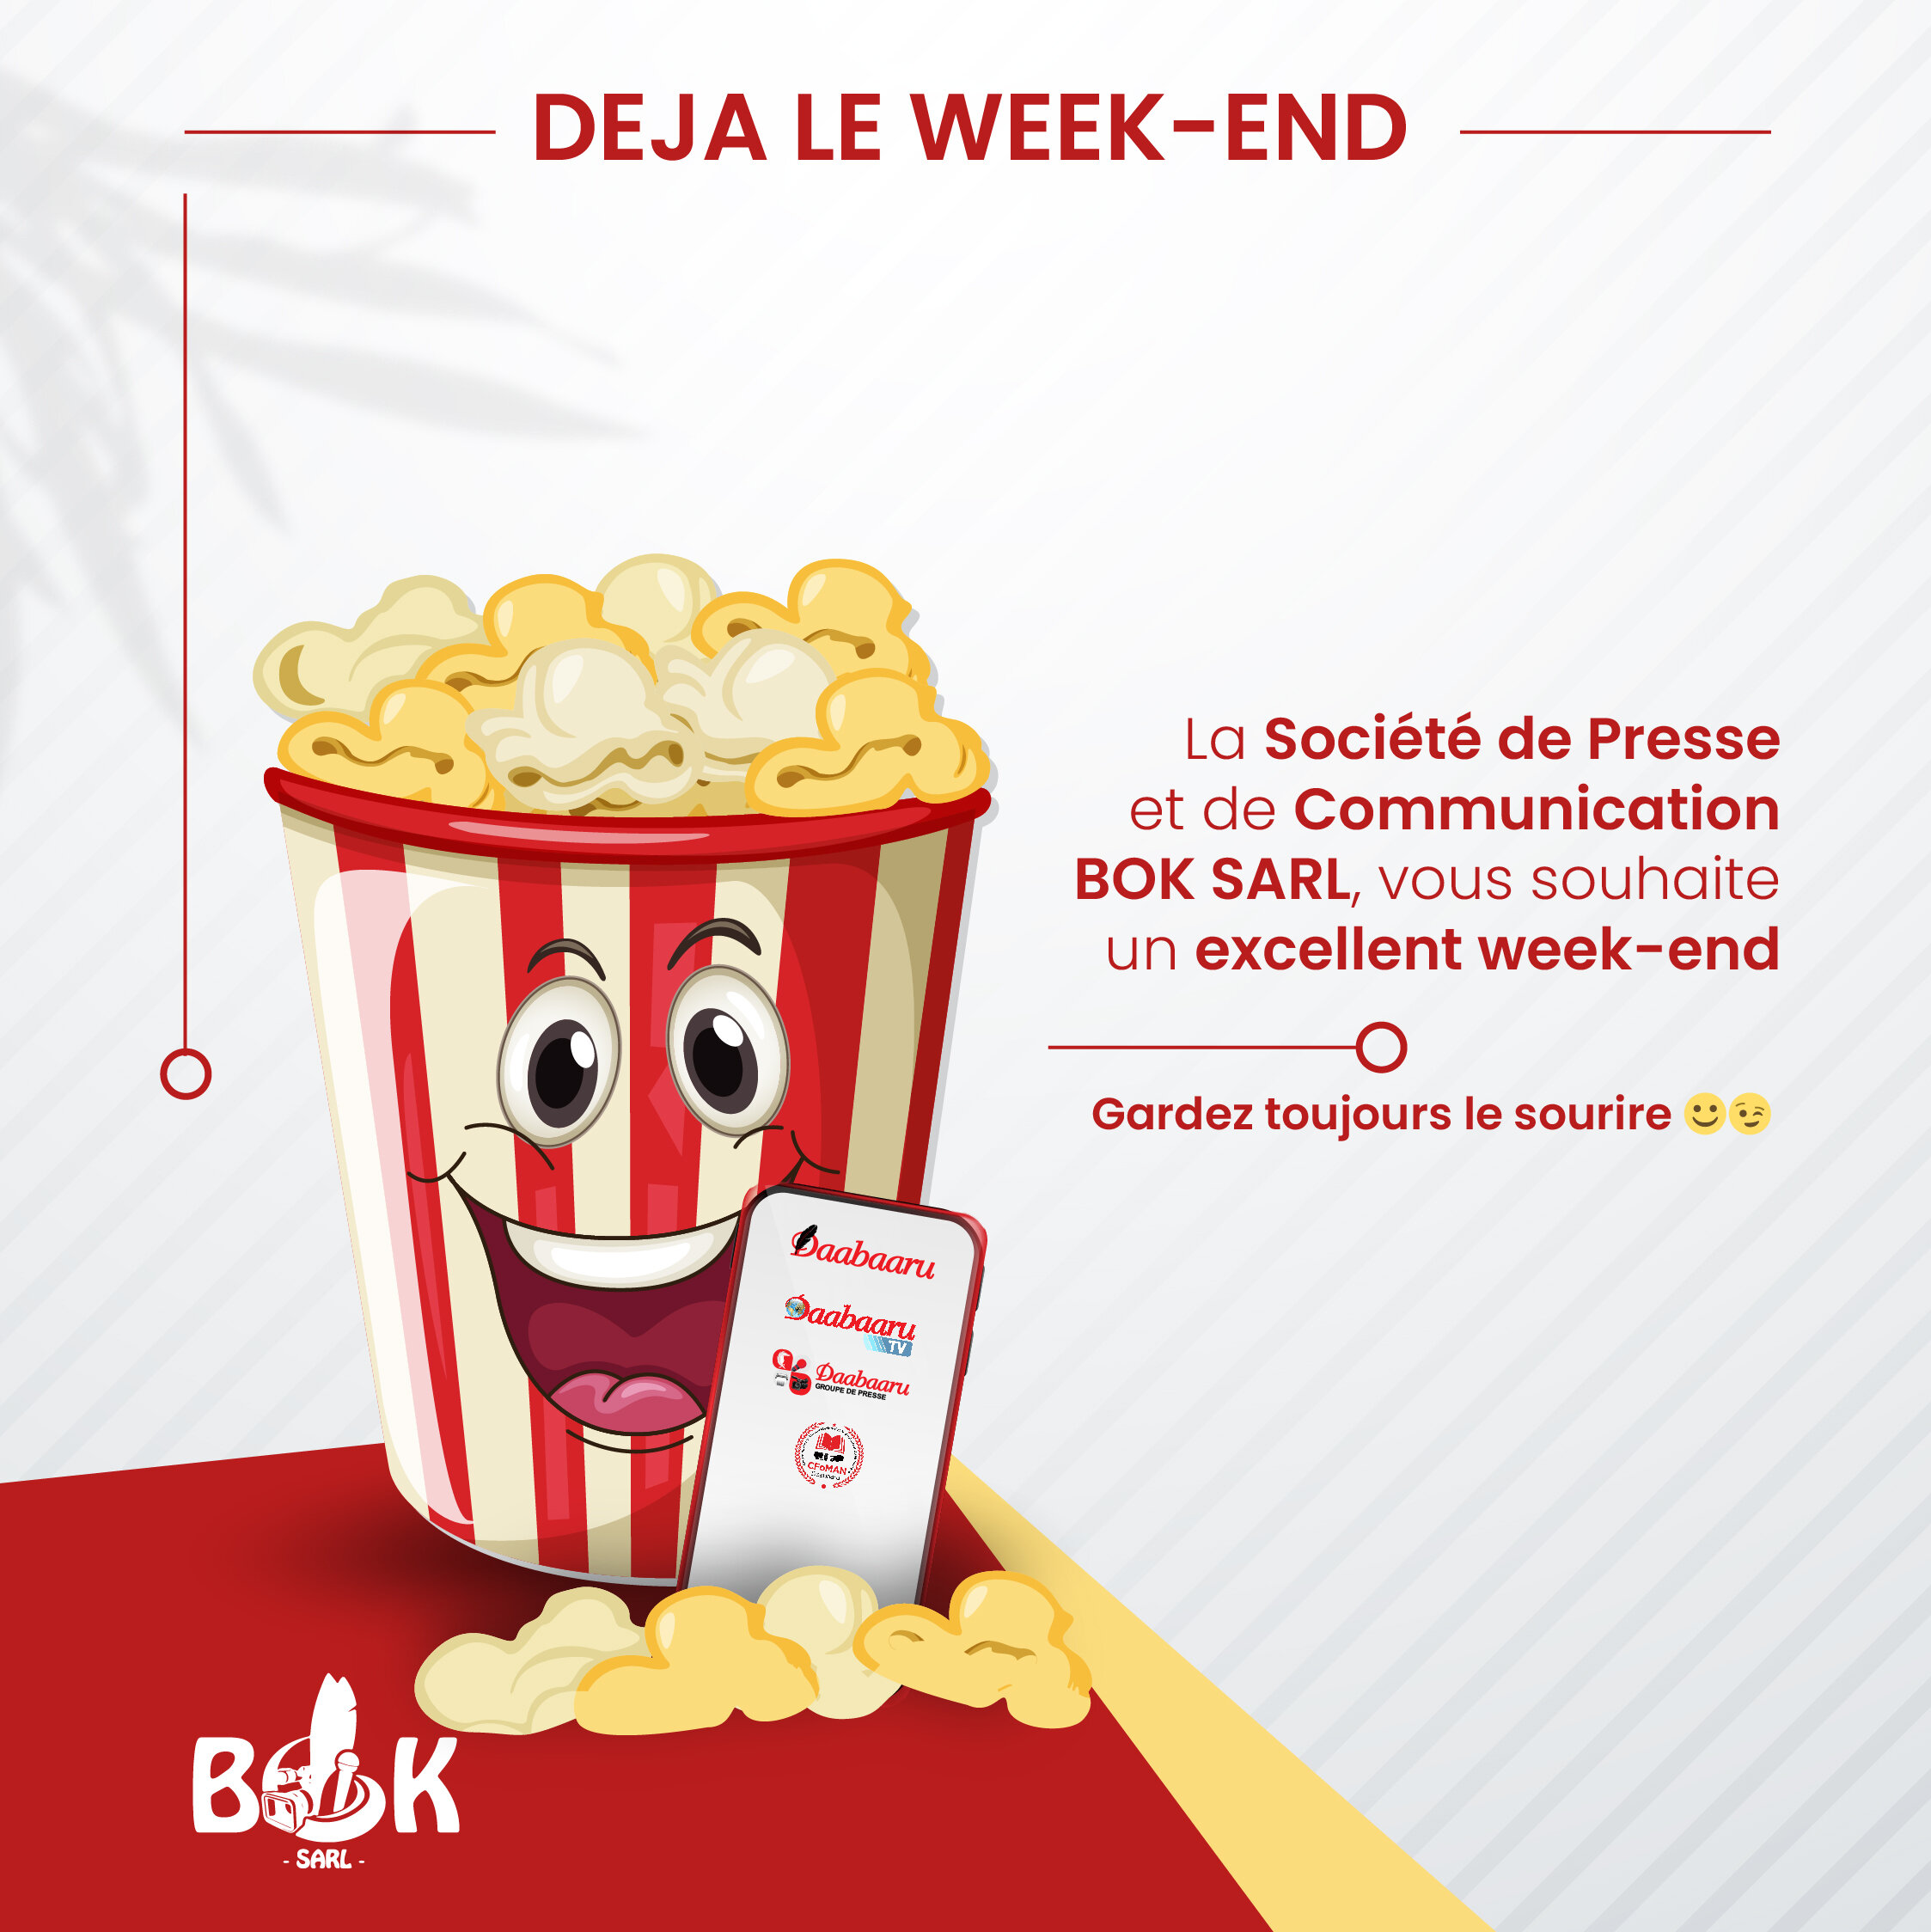 DEJA LE WEEK-END
La Société de Presse
et de Communication
BOK SARL, vous souhaite
un excellent week-end
Gardez toujours le sourire 🙂😉
Daabaaru
Daabaaru
TV
Daabaaru
GROUPE DE PRESSE
CFoMAN
BOK
- SARL -